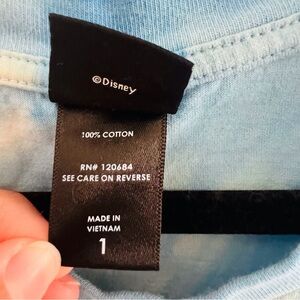 ©Disney
100% COTTON
RN# 120684
SEE CARE ON REVERSE
MADE IN
VIETNAM
1